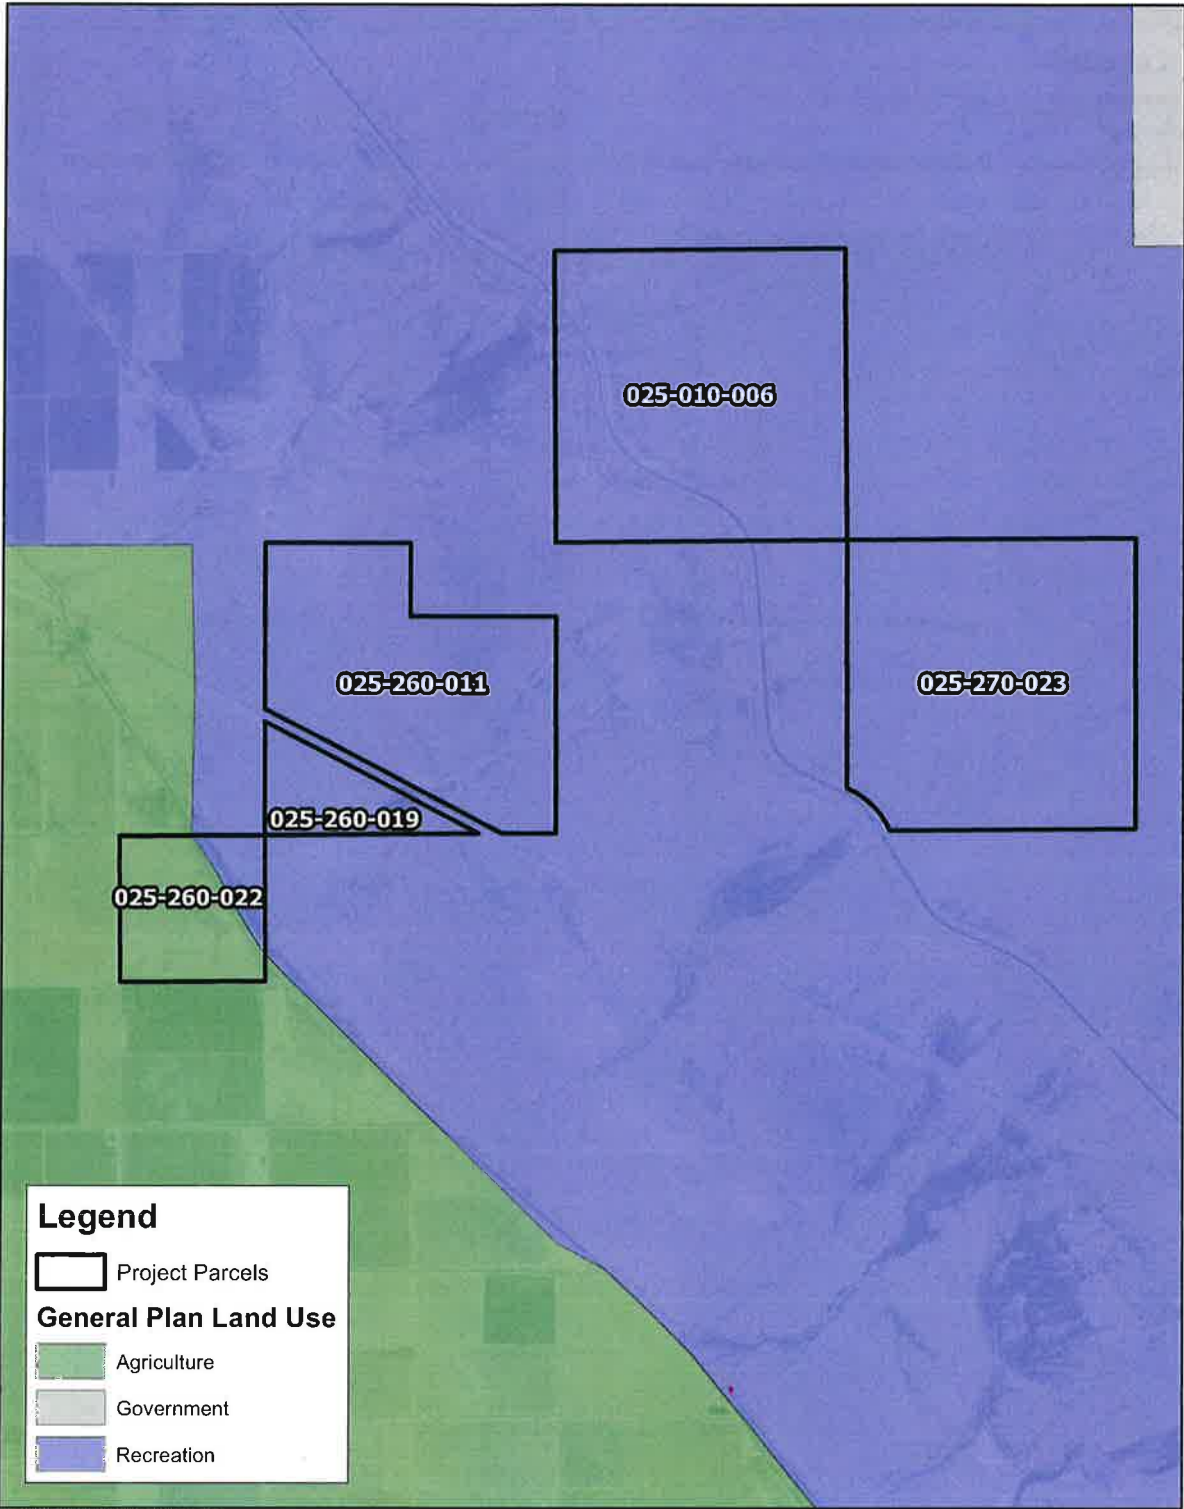 025-010-006
025-260-011
025-270-023
025-260-019
025-260-022
Legend
Project Parcels
General Plan Land Use
Agriculture
Government
Recreation